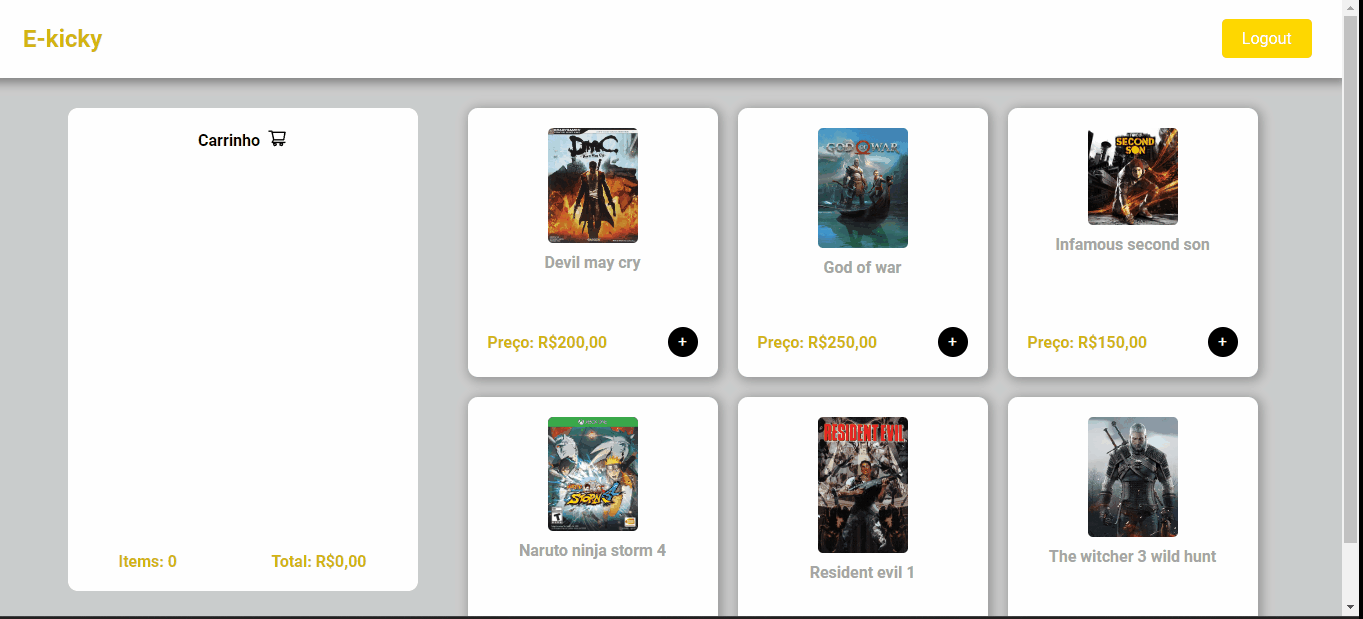 E-kicky
Logout
Carrinho
Items: 0
Total: R$0,00
DMC
Devil may cry
Preço: R$200,00
+
GOD OF WAR
God of war
Preço: R$250,00
+
SECOND
SON
Infamous second son
Preço: R$150,00
+
STORM 4
Naruto ninja storm 4
RESIDENT EVIL
Resident evil 1
The witcher 3 wild hunt